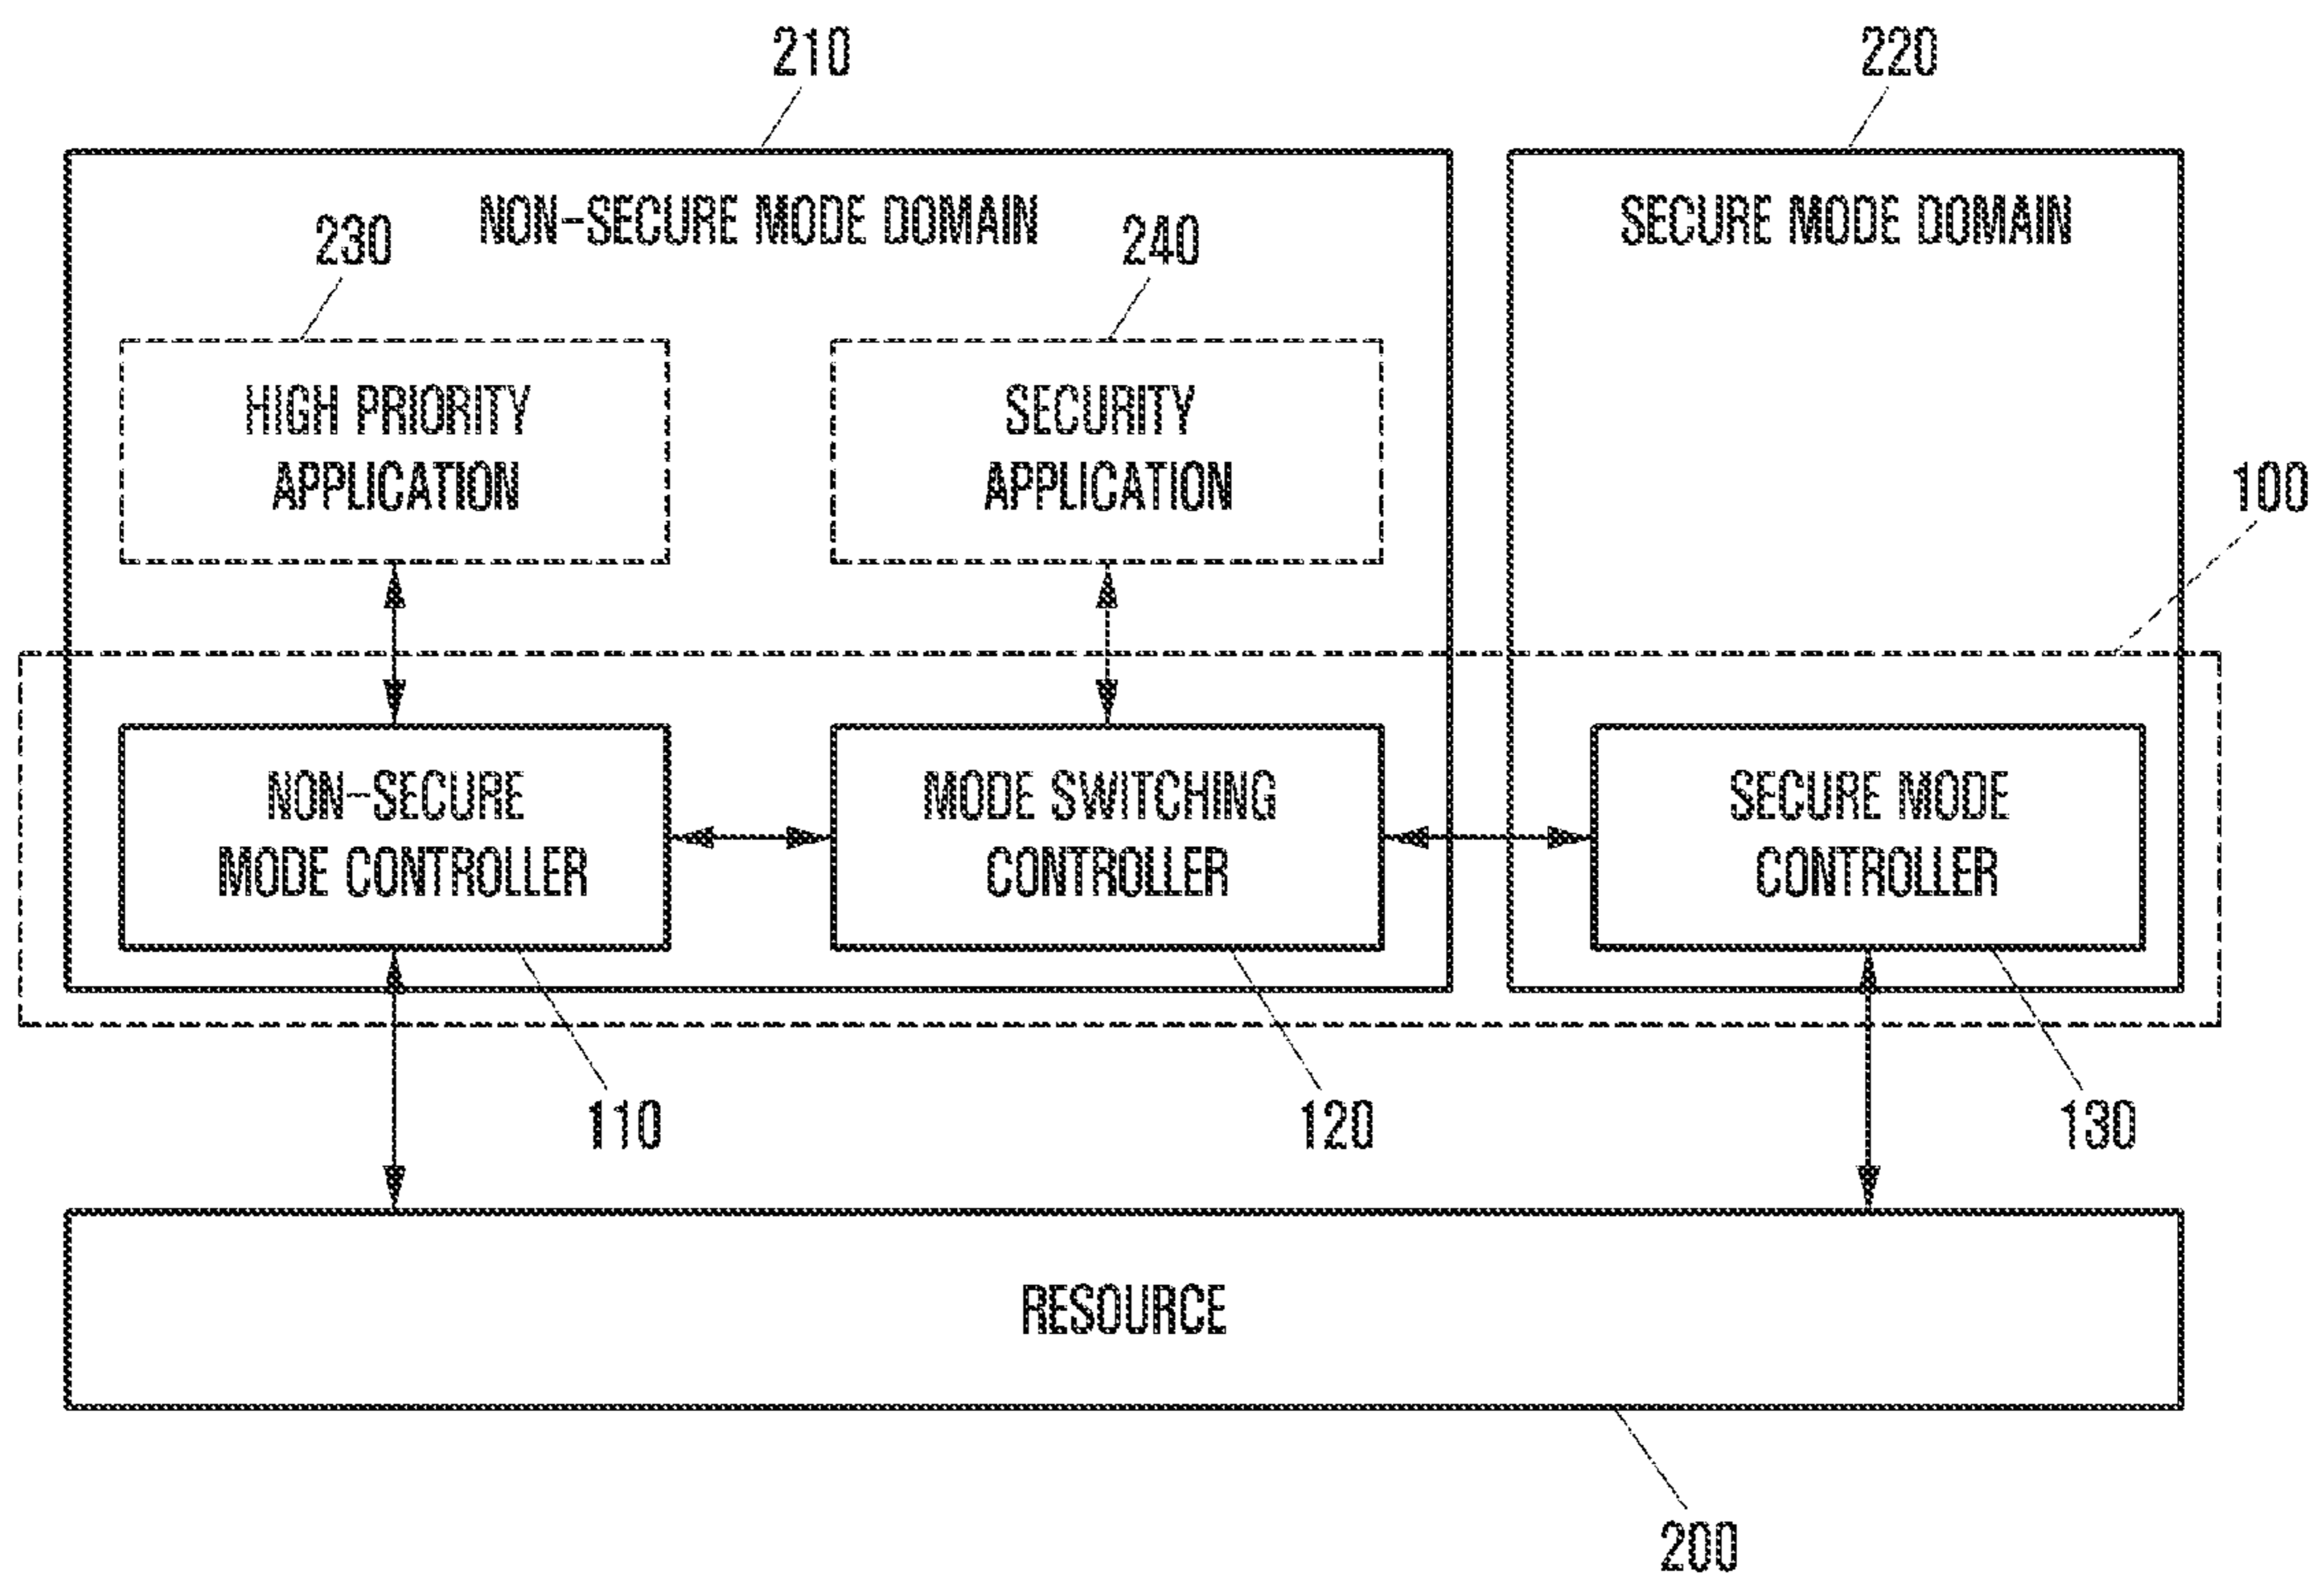 210
220
NON-SECURE MODE DOMAIN
SECURE MODE DOMAIN
230
240
HIGH PRIORITY
APPLICATION
SECURITY
APPLICATION
100
NON-SECURE
MODE CONTROLLER
MODE SWITCHING
CONTROLLER
SECURE MODE
CONTROLLER
110
120
130
RESOURCE
200